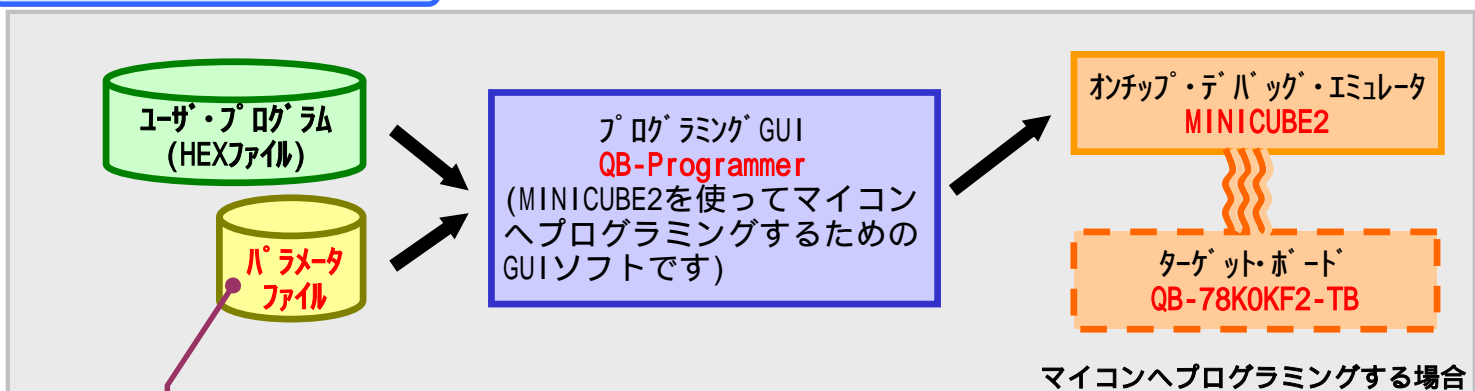 ユーザ・プログラム
(HEXファイル)
パラメータ
ファイル
プログラミングGUI
QB-Programmer
(MINICUBE2を使ってマイコン
へプログラミングするための
GUIソフトです)
オンチップ・デバッグ・エミュレータ
MINICUBE2
ターゲット・ボード
QB-78K0KF2-TB
マイコンへプログラミングする場合